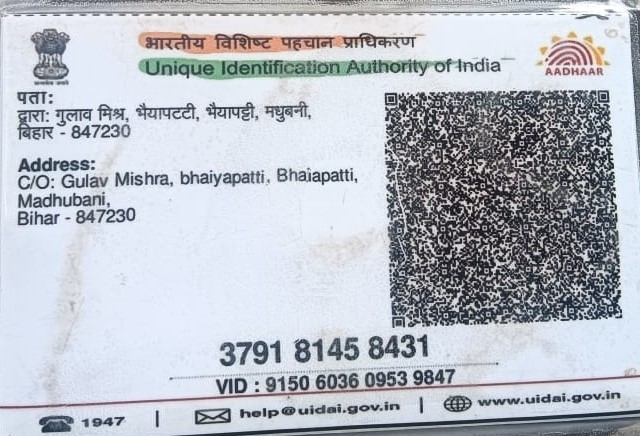 भारतीय विशिष्ट पहचान प्राधिकरण
Unique Identification Authority of India
AADHAAR
पता:
द्वारा: गुलाव मिश्र, भैयापटटी, भैयापट्टी, मधुबनी,
बिहार - 847230
Address:
C/O: Gulav Mishra, bhaiyapatti, Bhaiapatti,
Madhubani,
Bihar - 847230
3791 8145 8431
VID : 9150 6036 0953 9847
1947 | help@uidai.gov.in | www.uidai.gov.in